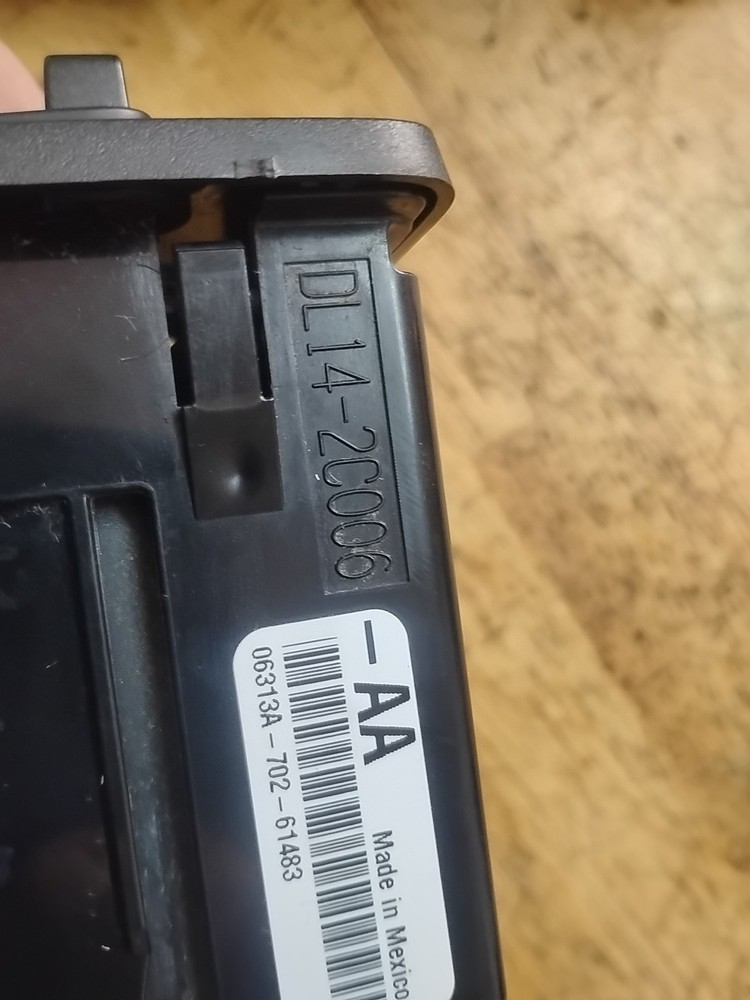 DL14-2C006
-AA
06313A-702-61483
Made in Mexico